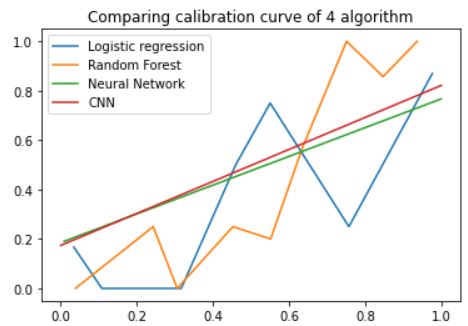 Comparing calibration curve of 4 algorithm
Logistic regression
Random Forest
Neural Network
CNN
1.0
0.8
0.6
0.4
0.2
0.0
0.0 0.2 0.4 0.6 0.8 1.0